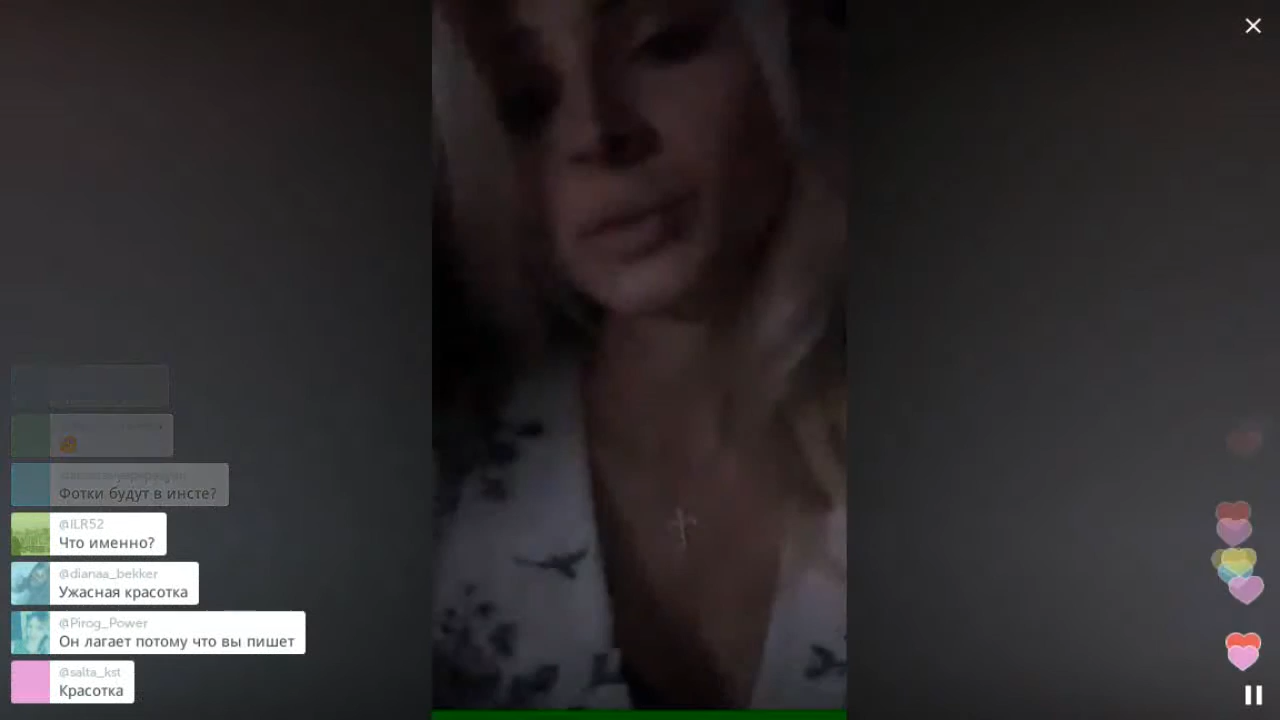 Фотки будут в инсте?
@ILR52
Что именно?
@dianaa_bekker
Ужасная красотка
@Pirog_Power
Он лагает потому что вы пишет
@salta_kst
Красотка